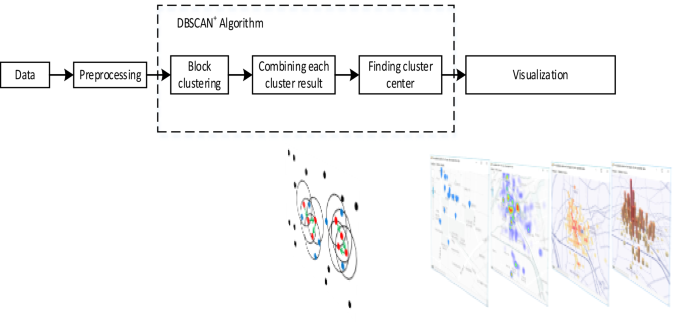 DBSCAN⁺ Algorithm
Data
Preprocessing
Block
clustering
Combining each
cluster result
Finding cluster
center
Visualization